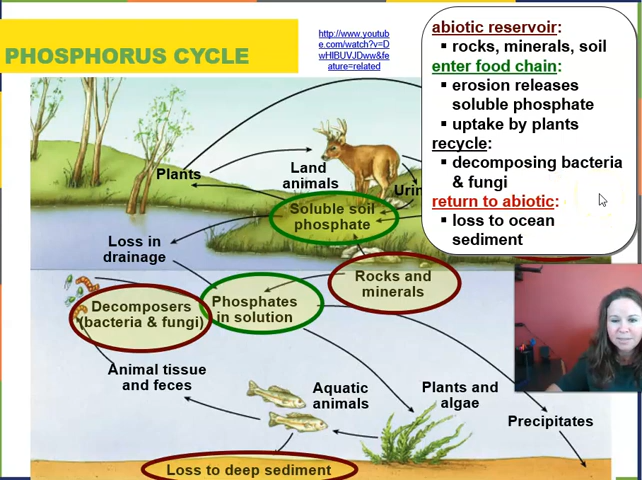 PHOSPHORUS CYCLE
http://www.youtub
e.com/watch?v=D
wHIBUVJDww&fe
ature=related
abiotic reservoir:
▪ rocks, minerals, soil
enter food chain:
▪ erosion releases
soluble phosphate
▪ uptake by plants
recycle:
▪ decomposing bacteria
& fungi
return to abiotic:
▪ loss to ocean
sediment
Plants
Land
animals
Urin
Soluble soil
phosphate
Loss in
drainage
Rocks and
minerals
Decomposers
(bacteria & fungi)
Phosphates
in solution
Animal tissue
and feces
Aquatic
animals
Plants and
algae
Precipitates
Loss to deep sediment